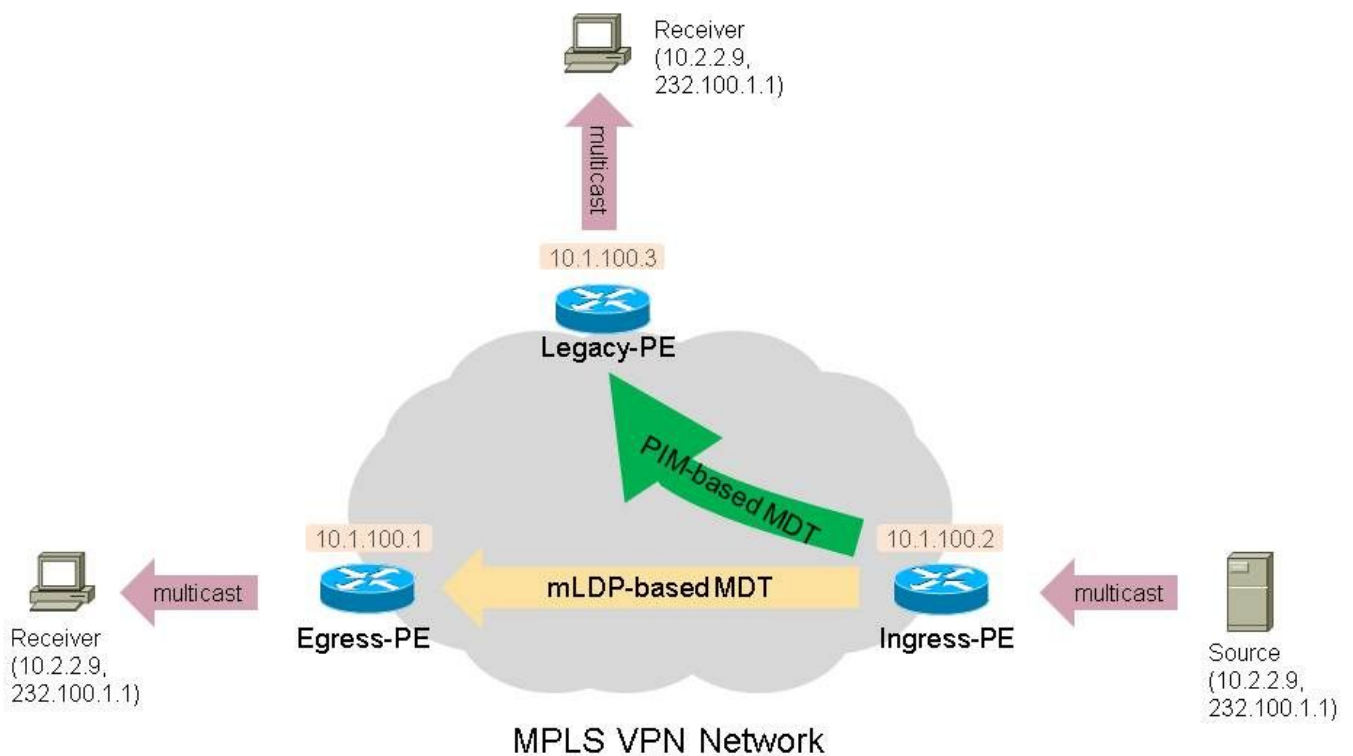 Receiver
(10.2.2.9,
232.100.1.1)
multicast
10.1.100.3
Legacy-PE
PIM-based MDT
10.1.100.1
10.1.100.2
multicast
mLDP-based MDT
multicast
Egress-PE
Ingress-PE
Receiver
(10.2.2.9,
232.100.1.1)
Source
(10.2.2.9,
232.100.1.1)
MPLS VPN Network